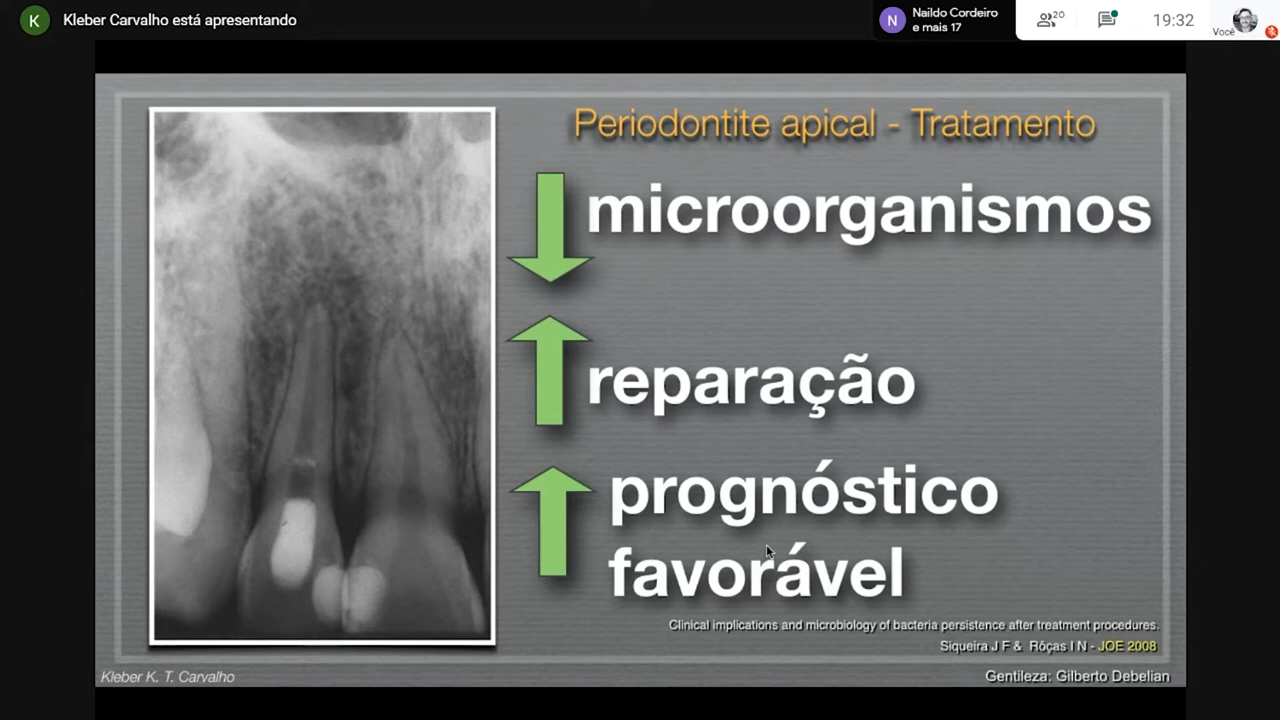 K
Kleber Carvalho está apresentando
N
Naildo Cordeiro
e mais 17
20
19:32
Você
Periodontite apical - Tratamento
microorganismos
reparação
prognóstico
favorável
Clinical implications and microbiology of bacteria persistence after treatment procedures.
Siqueira J F & Rôças I N - JOE 2008
Kleber K. T. Carvalho
Gentileza: Gilberto Debelian